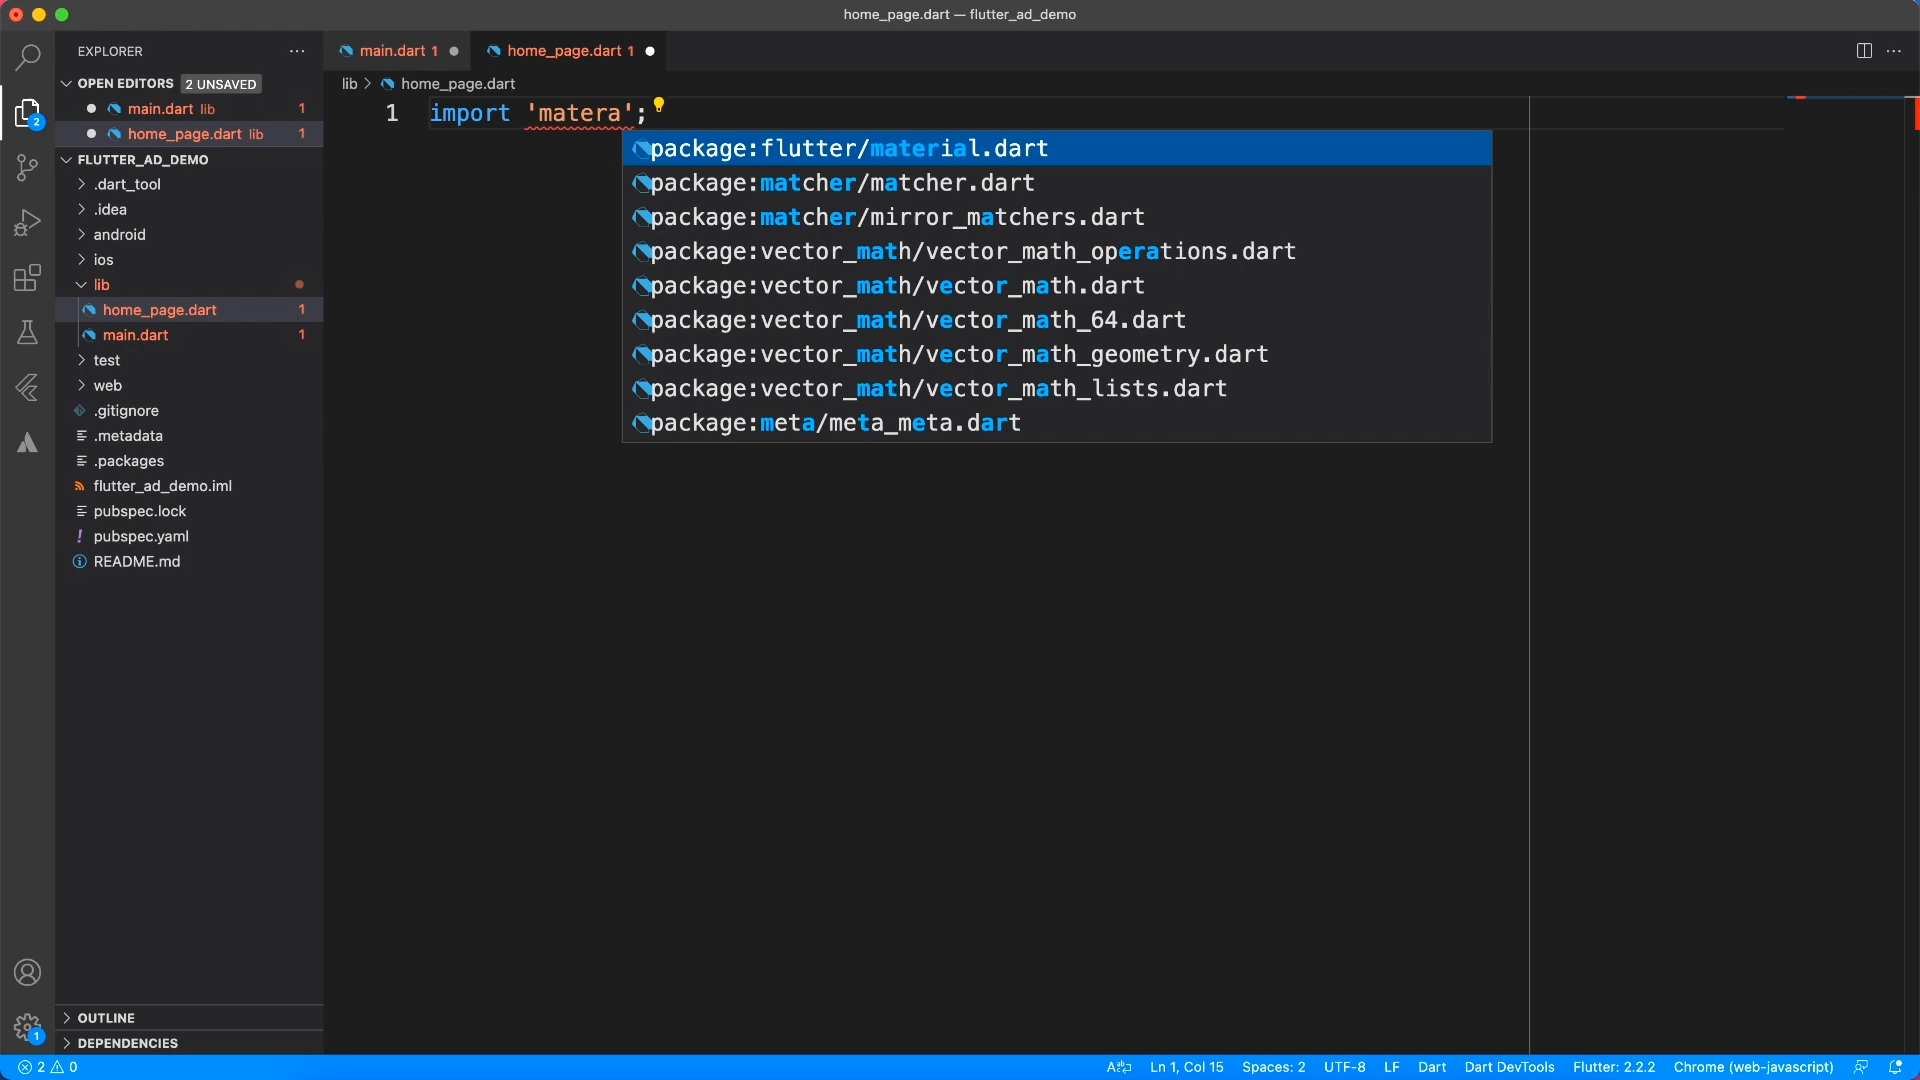 home_page.dart — flutter_ad_demo
EXPLORER
main.dart 1
home_page.dart 1
OPEN EDITORS 2 UNSAVED
lib > home_page.dart
main.dart lib 1
home_page.dart lib 1
1 import 'matera';
2
FLUTTER_AD_DEMO
.dart_tool
.idea
android
ios
lib
home_page.dart 1
main.dart 1
test
web
.gitignore
.metadata
.packages
flutter_ad_demo.iml
pubspec.lock
pubspec.yaml
README.md
package:flutter/material.dart
package:matcher/matcher.dart
package:matcher/mirror_matchers.dart
package:vector_math/vector_math_operations.dart
package:vector_math/vector_math.dart
package:vector_math/vector_math_64.dart
package:vector_math/vector_math_geometry.dart
package:vector_math/vector_math_lists.dart
package:meta/meta_meta.dart
OUTLINE
1
DEPENDENCIES
2 0
Ln 1, Col 15 Spaces: 2 UTF-8 LF Dart Dart DevTools Flutter: 2.2.2 Chrome (web-javascript)